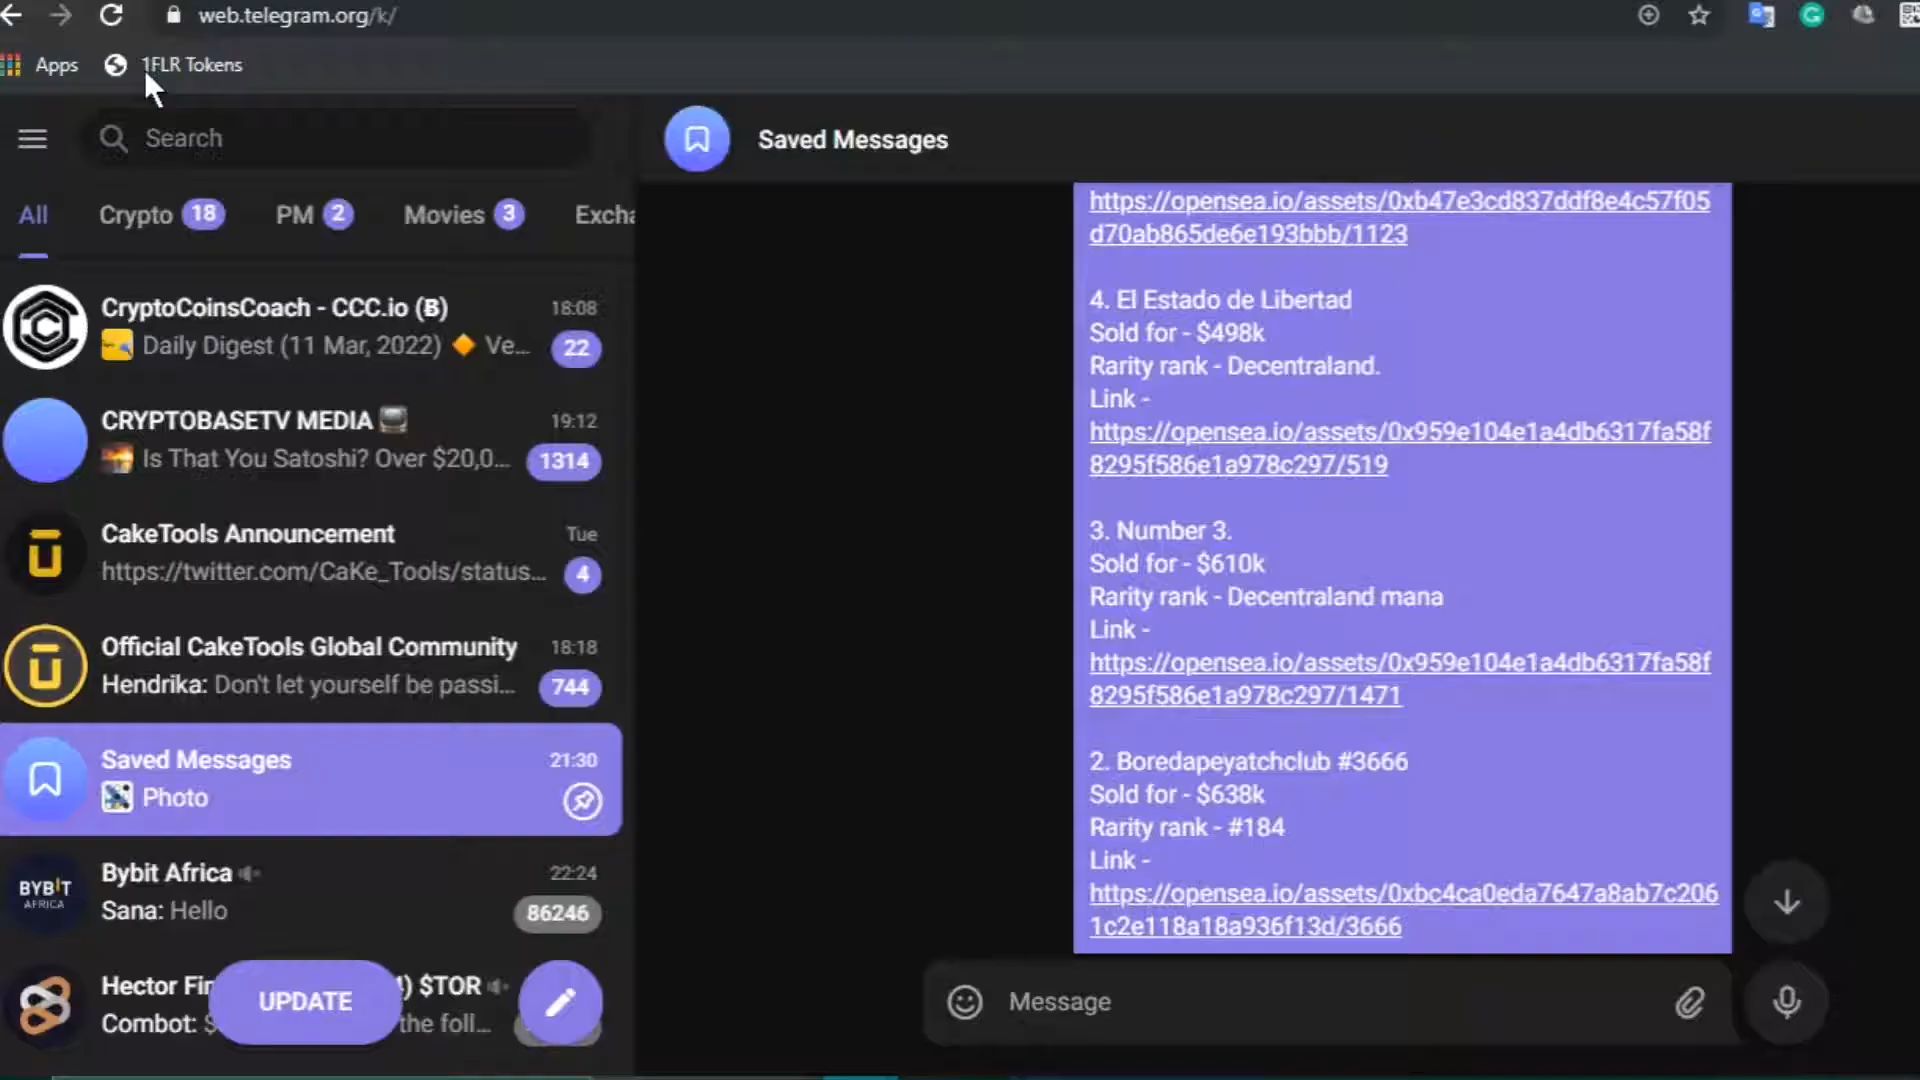 web.telegram.org/k/
Apps
1FLR Tokens
Search
Saved Messages
All
Crypto 18
PM 2
Movies 3
Excha
CryptoCoinsCoach - CCC.io (B)
18:08
Daily Digest (11 Mar, 2022) 🔶 Ve...
22
CRYPTOBASETV MEDIA
19:12
Is That You Satoshi? Over $20,0...
1314
CakeTools Announcement
Tue
https://twitter.com/CaKe_Tools/status...
4
Official CakeTools Global Community
18:18
Hendrika: Don't let yourself be passi...
744
Saved Messages
21:30
Photo
BYBIT
AFRICA
Bybit Africa
22:24
Sana: Hello
86246
Hector Fin
) $TOR
Combot: $
the foll...
UPDATE
https://opensea.io/assets/0xb47e3cd837ddf8e4c57f05
d70ab865de6e193bbb/1123
4. El Estado de Libertad
Sold for - $498k
Rarity rank - Decentraland.
Link -
https://opensea.io/assets/0x959e104e1a4db6317fa58f
8295f586e1a978c297/519
3. Number 3.
Sold for - $610k
Rarity rank - Decentraland mana
Link -
https://opensea.io/assets/0x959e104e1a4db6317fa58f
8295f586e1a978c297/1471
2. Boredapeyatchclub #3666
Sold for - $638k
Rarity rank - #184
Link -
https://opensea.io/assets/0xbc4ca0eda7647a8ab7c206
1c2e118a18a936f13d/3666
Message